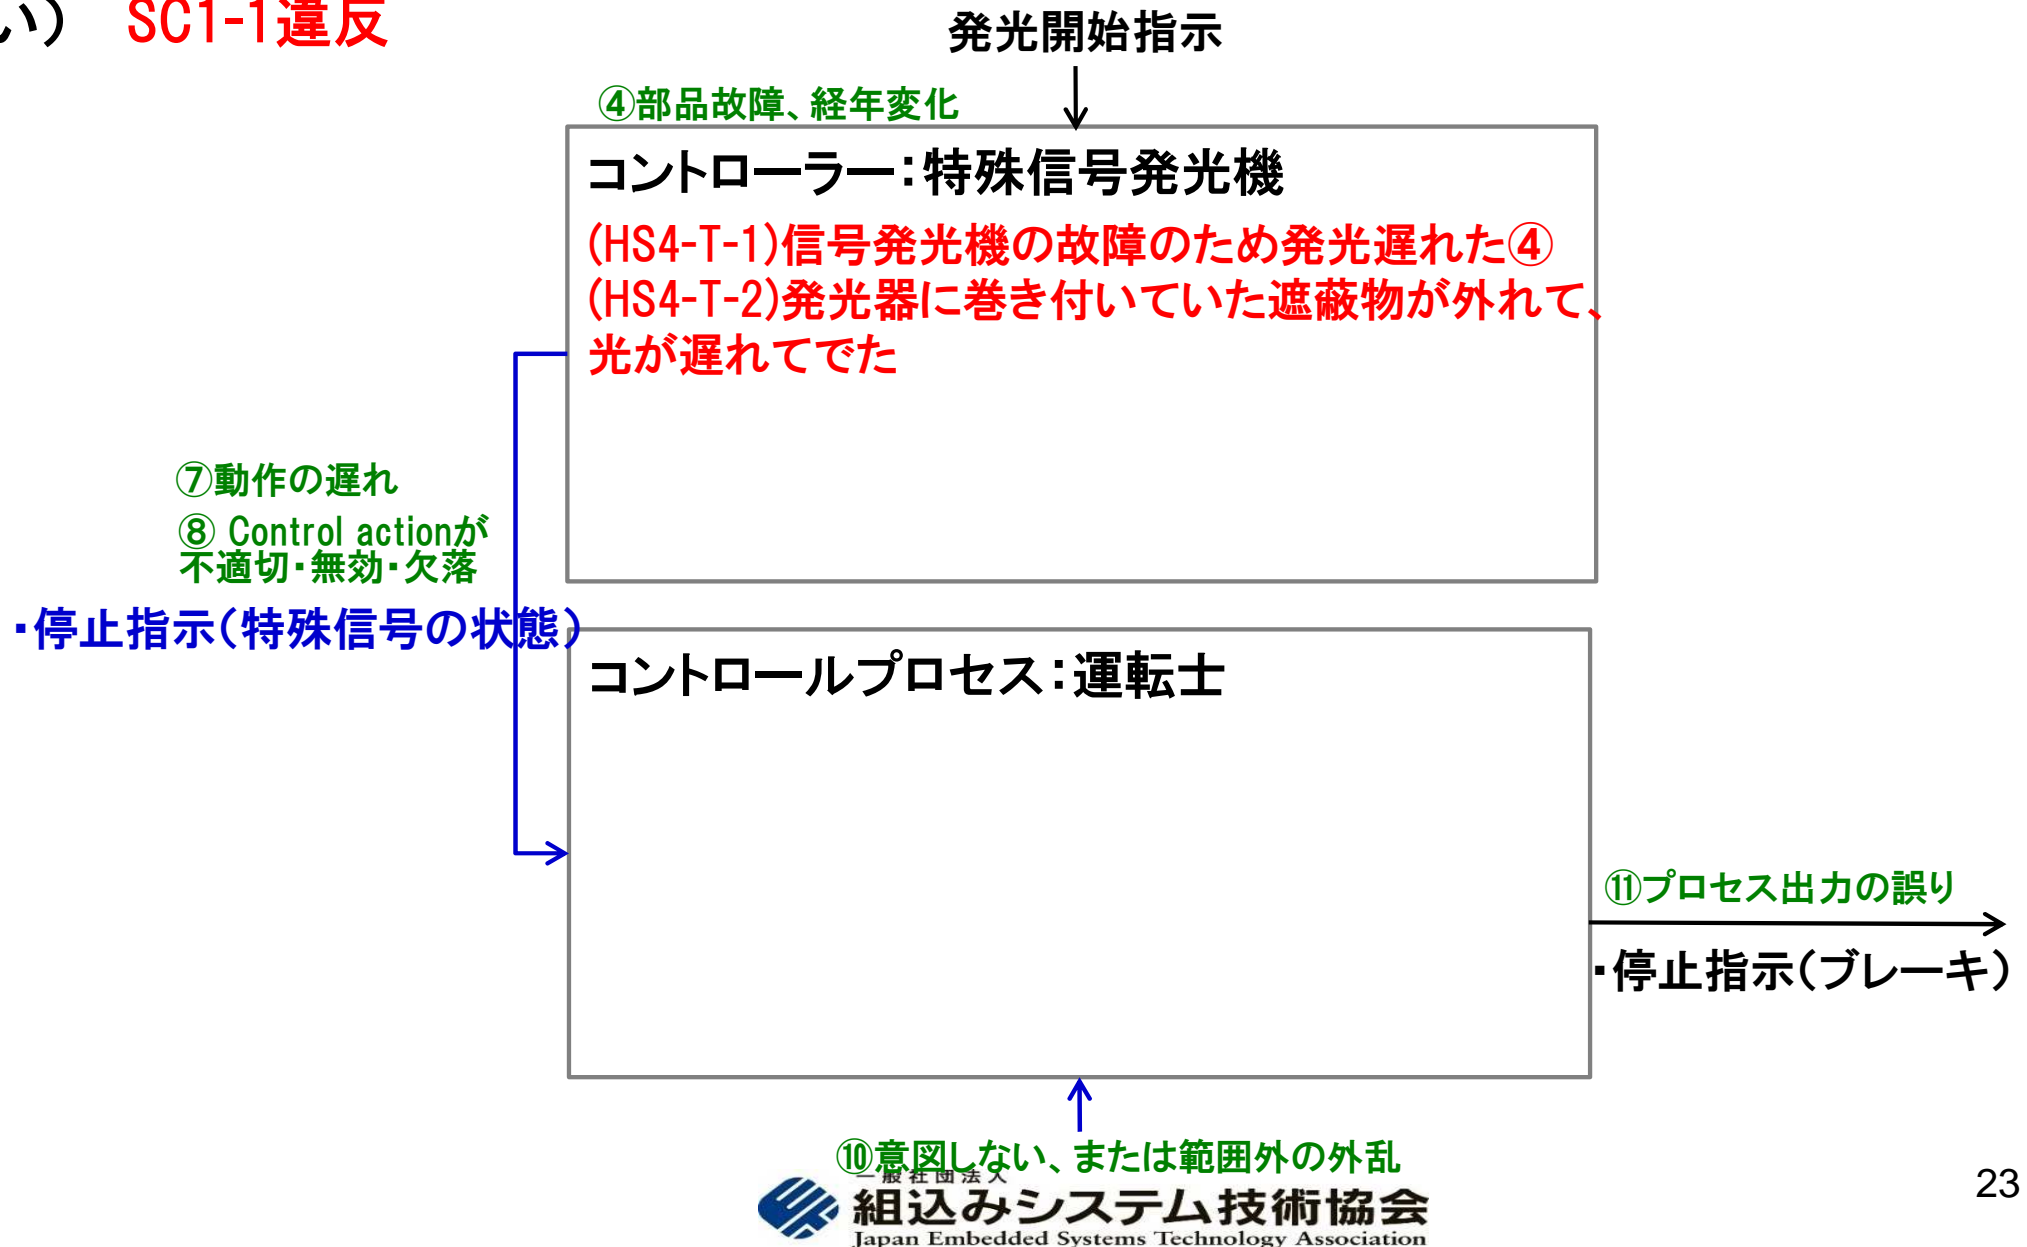 い） SC1-1違反
発光開始指示
④部品故障、経年変化
コントローラー：特殊信号発光機
(HS4-T-1)信号発光機の故障のため発光遅れた④
(HS4-T-2)発光器に巻き付いていた遮蔽物が外れて、
光が遅れてでた
⑦動作の遅れ
⑧ Control actionが
不適切・無効・欠落
・停止指示（特殊信号の状態）
コントロールプロセス：運転士
⑪プロセス出力の誤り
・停止指示（ブレーキ）
⑩意図しない、または範囲外の外乱
一般社団法人
組込みシステム技術協会
Japan Embedded Systems Technology Association
23